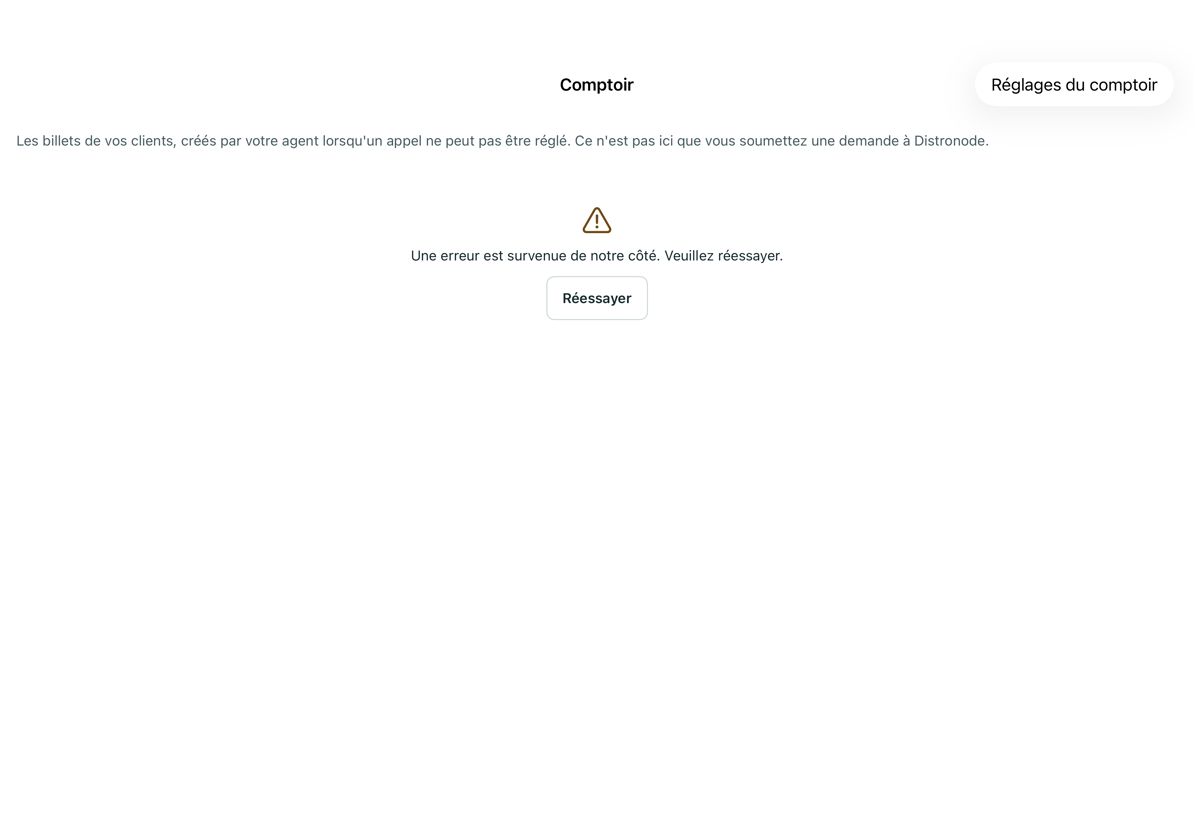 Comptoir
Réglages du comptoir
Les billets de vos clients, créés par votre agent lorsqu'un appel ne peut pas être réglé. Ce n'est pas ici que vous soumettez une demande à Distronode.
Une erreur est survenue de notre côté. Veuillez réessayer.
Réessayer